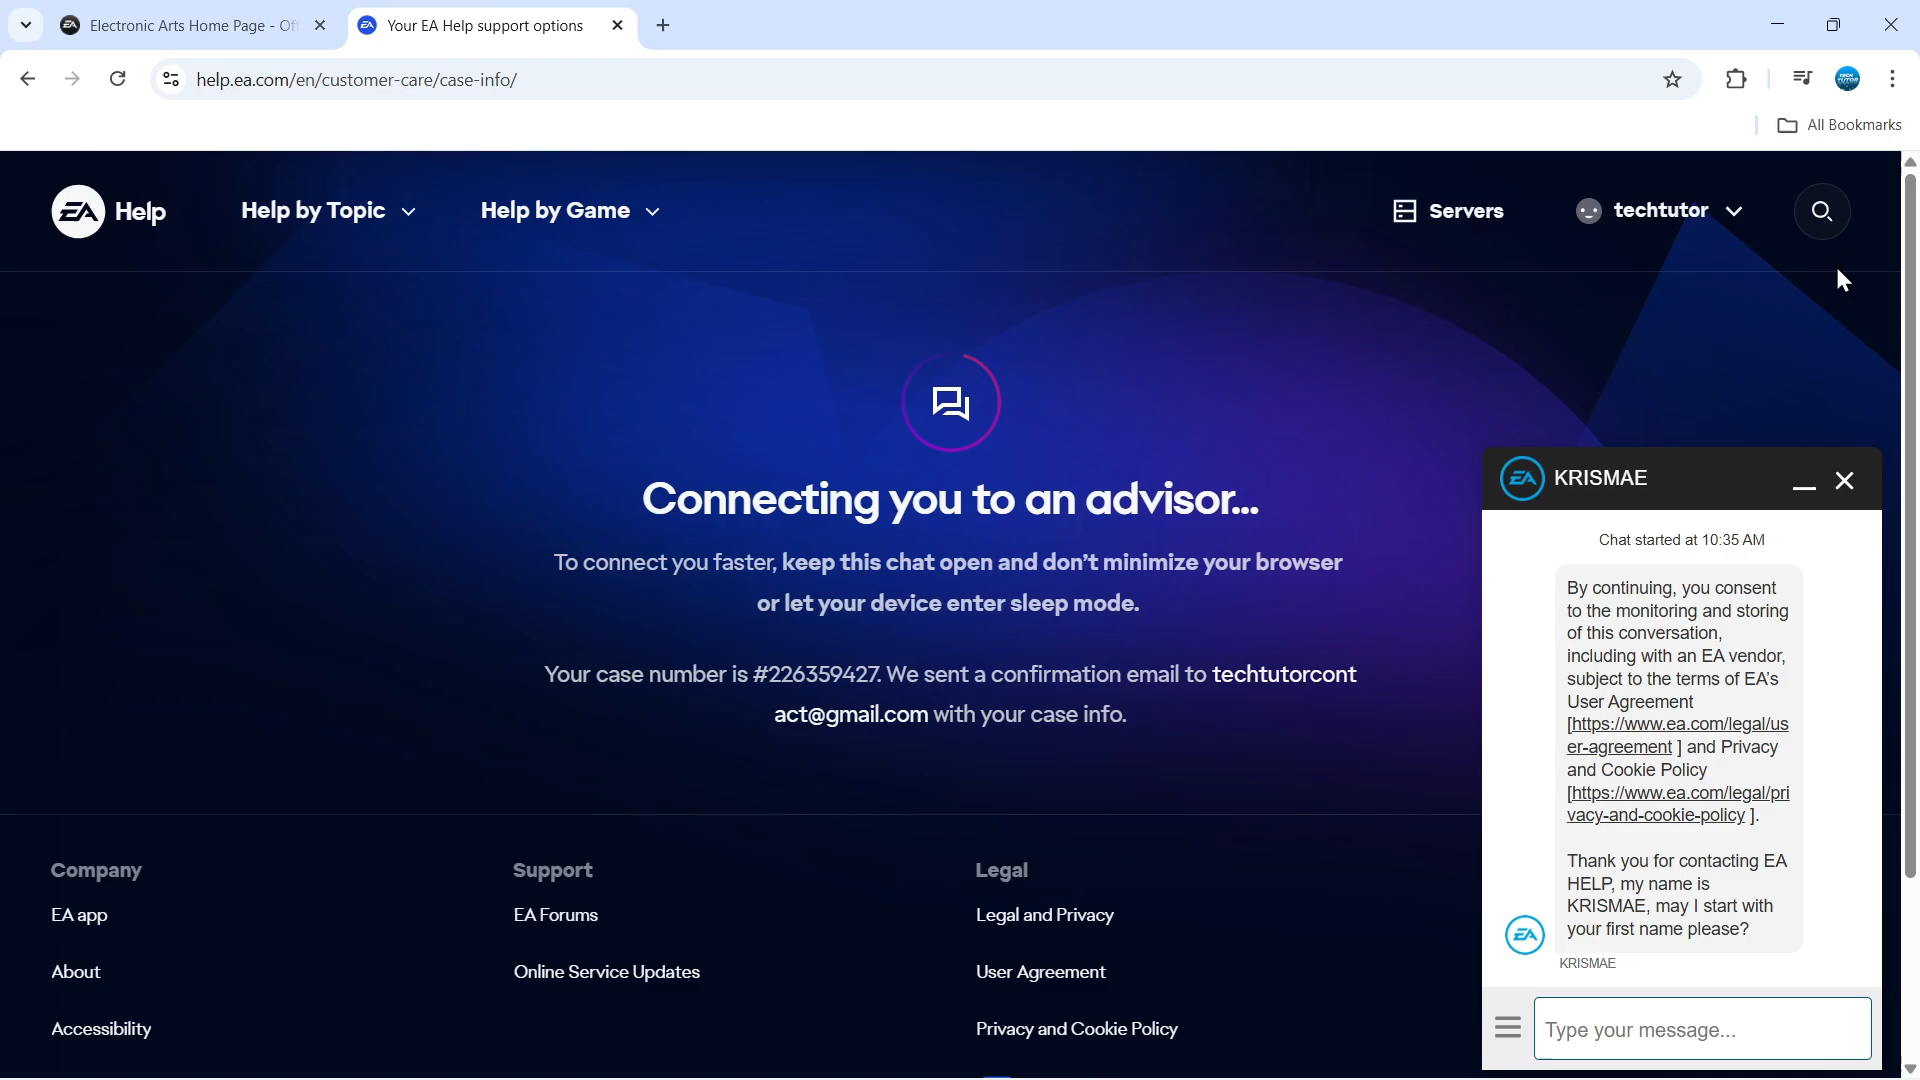 Electronic Arts Home Page - Of
Your EA Help support options
help.ea.com/en/customer-care/case-info/
All Bookmarks
EA Help
Help by Topic
Help by Game
Servers
techtutor
Connecting you to an advisor...
To connect you faster, keep this chat open and don't minimize your browser
or let your device enter sleep mode.
Your case number is #226359427. We sent a confirmation email to techtutorcont
act@gmail.com with your case info.
Company
EA app
About
Accessibility
Support
EA Forums
Online Service Updates
Legal
Legal and Privacy
User Agreement
Privacy and Cookie Policy
EA KRISMAE
Chat started at 10:35 AM
By continuing, you consent
to the monitoring and storing
of this conversation,
including with an EA vendor,
subject to the terms of EA's
User Agreement
[https://www.ea.com/legal/us
er-agreement ] and Privacy
and Cookie Policy
[https://www.ea.com/legal/pri
vacy-and-cookie-policy ].
Thank you for contacting EA
HELP, my name is
KRISMAE, may I start with
your first name please?
EA
KRISMAE
Type your message...